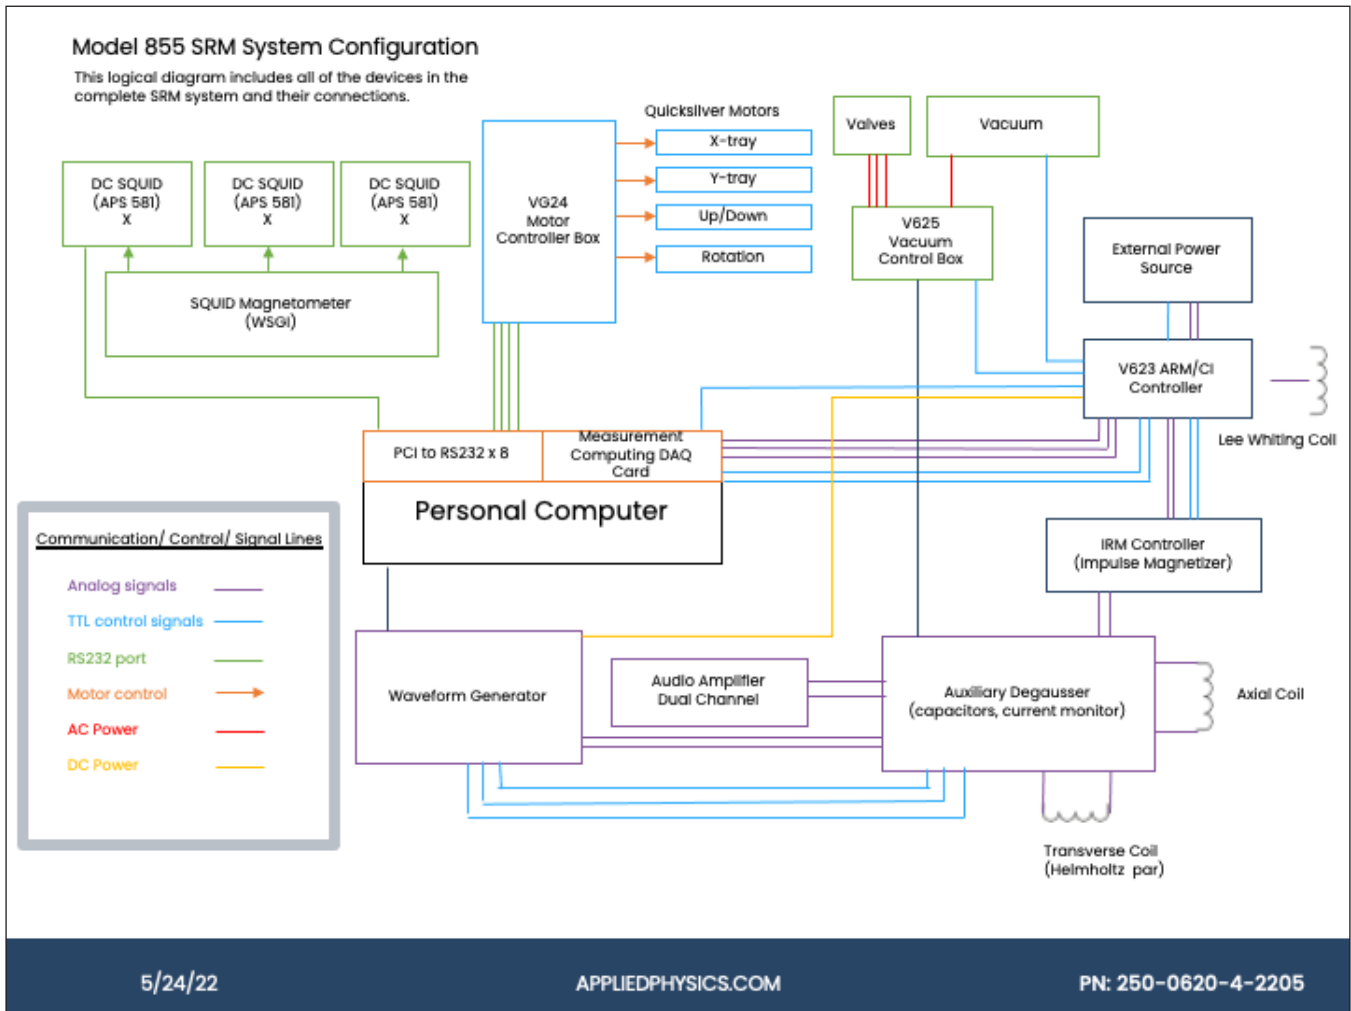 Model 855 SRM System Configuration
This logical diagram includes all of the devices in the
complete SRM system and their connections.
Quicksilver Motors
X-tray
Y-tray
Up/Down
Rotation
VG24
Motor
Controller Box
DC SQUID
(APS 581)
X
DC SQUID
(APS 581)
X
DC SQUID
(APS 581)
X
SQUID Magnetometer
(WSGI)
Valves
Vacuum
V625
Vacuum
Control Box
External Power
Source
V623 ARM/CI
Controller
Lee Whiting Coil
PCI to RS232 x 8
Measurement
Computing DAQ
Card
Personal Computer
IRM Controller
(Impulse Magnetizer)
Communication/ Control/ Signal Lines
Analog signals
TTL control signals
RS232 port
Motor control
AC Power
DC Power
Waveform Generator
Audio Amplifier
Dual Channel
Auxiliary Degausser
(capacitors, current monitor)
Axial Coil
Transverse Coil
(Helmholtz par)
5/24/22
APPLIEDPHYSICS.COM
PN: 250-0620-4-2205